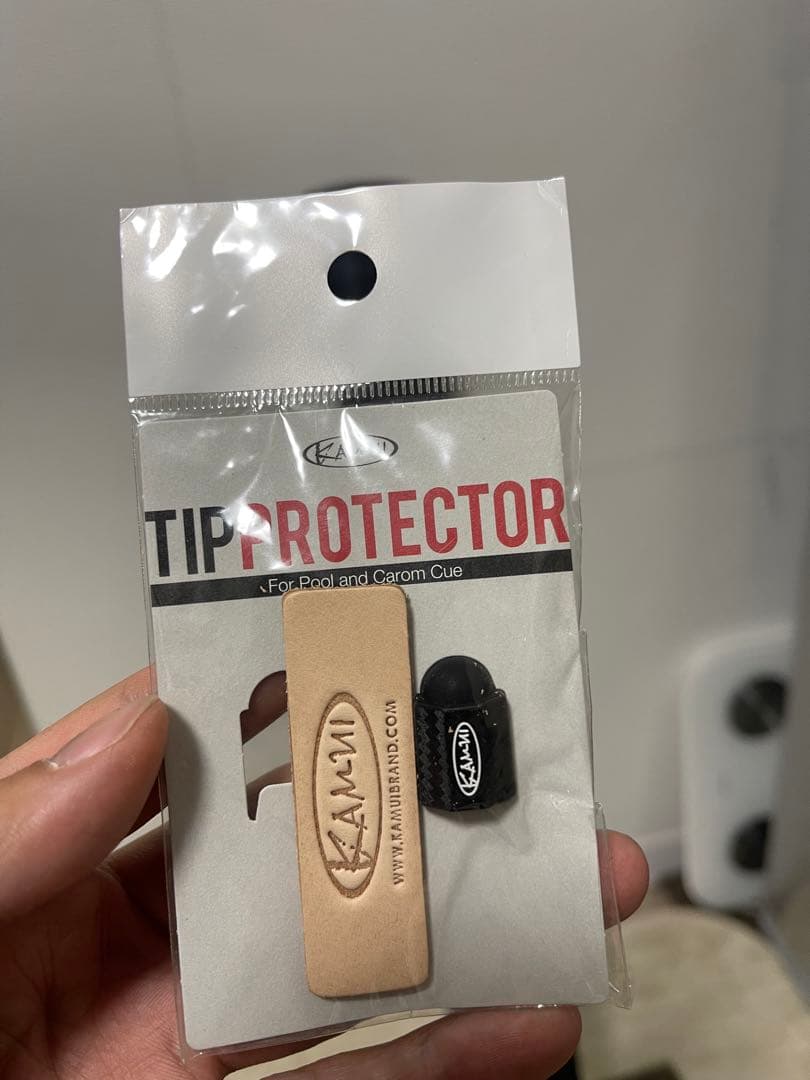 KAMUI
TIPPROTECTOR
For Pool and Carom Cue
KAMUI
WWW.KAMUIBRAND.COM
KAMUI